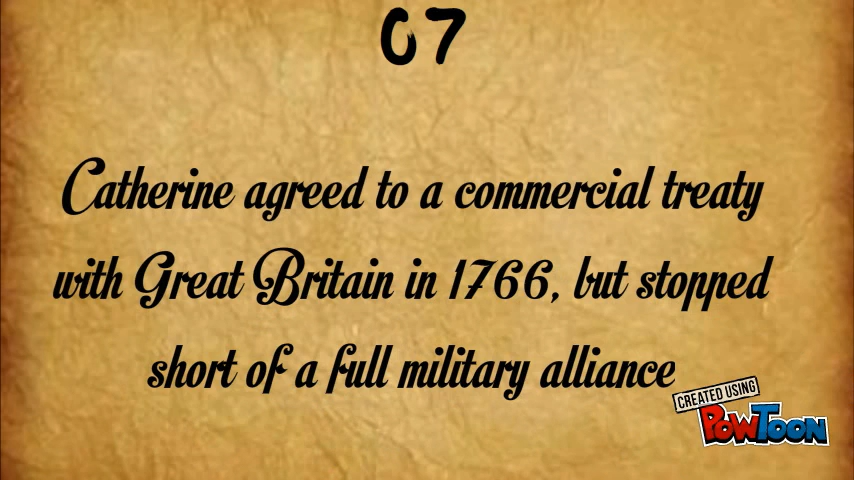 07
Catherine agreed to a commercial treaty
with Great Britain in 1766, but stopped
short of a full military alliance
CREATED USING
POWTOON